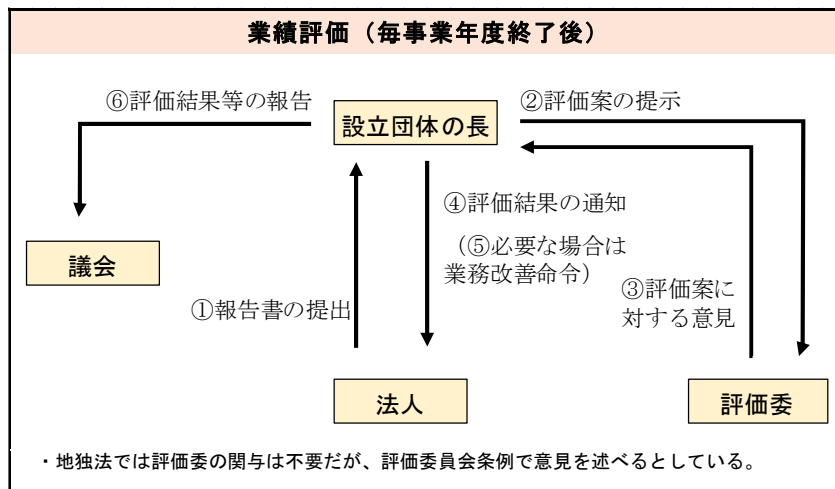 業績評価（毎事業年度終了後）
⑥評価結果等の報告
②評価案の提示
設立団体の長
④評価結果の通知
（⑤必要な場合は
業務改善命令）
議会
①報告書の提出
③評価案に
対する意見
法人
評価委
・地独法では評価委の関与は不要だが、評価委員会条例で意見を述べるとしている。